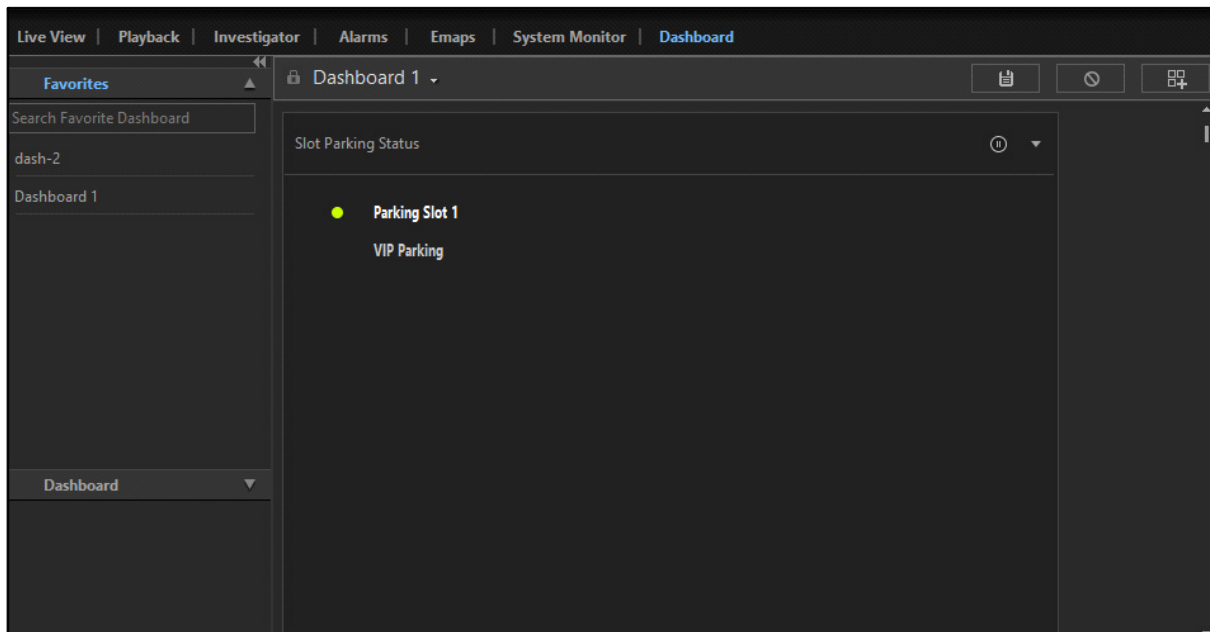 Live View | Playback | Investigator | Alarms | Emaps | System Monitor | Dashboard
Favorites
Search Favorite Dashboard
dash-2
Dashboard 1
Dashboard
Dashboard 1
Slot Parking Status
Parking Slot 1
VIP Parking